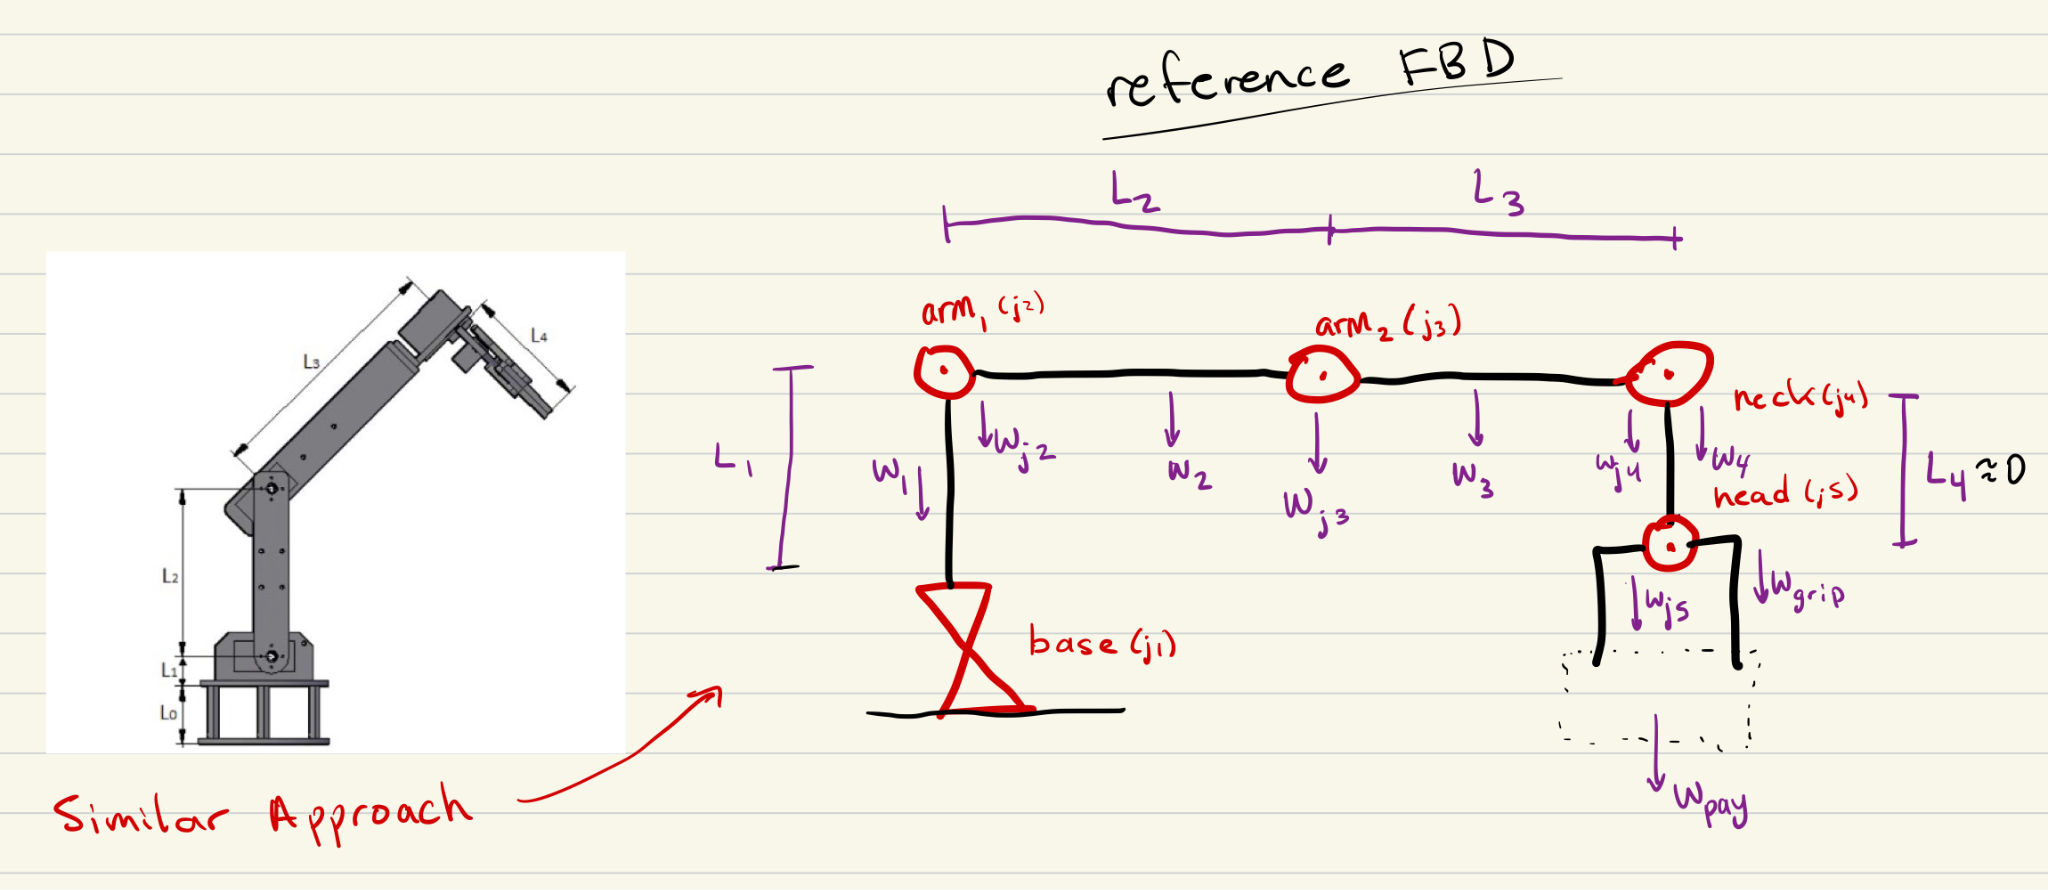 reference FBD
L2
L3
arm1 (j2)
arm2 (j3)
L3
L4
neck (j4)
L1
W1
Wj2
W2
Wj3
W3
Wj4
W4
L4 ≈ 0
head (j5)
L2
Wj5
Wgrip
base (j1)
L1
L0
Similar Approach
Wpay